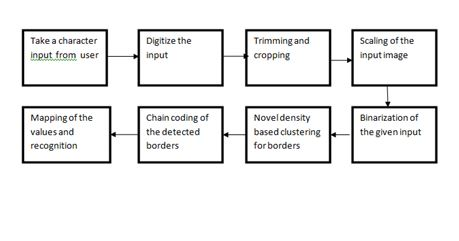 Take a character
input from user
Digitize the
input
Trimming and
cropping
Scaling of the
input image
Mapping of the
values and
recognition
Chain coding of
the detected
borders
Novel density
based clustering
for borders
Binarization of
the given input